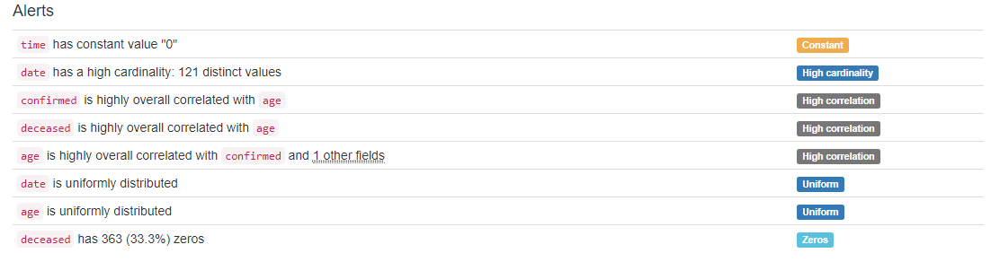 Alerts
time has constant value "0" Constant
date has a high cardinality: 121 distinct values High cardinality
confirmed is highly overall correlated with age High correlation
deceased is highly overall correlated with age High correlation
age is highly overall correlated with confirmed and 1 other fields High correlation
date is uniformly distributed Uniform
age is uniformly distributed Uniform
deceased has 363 (33.3%) zeros Zeros